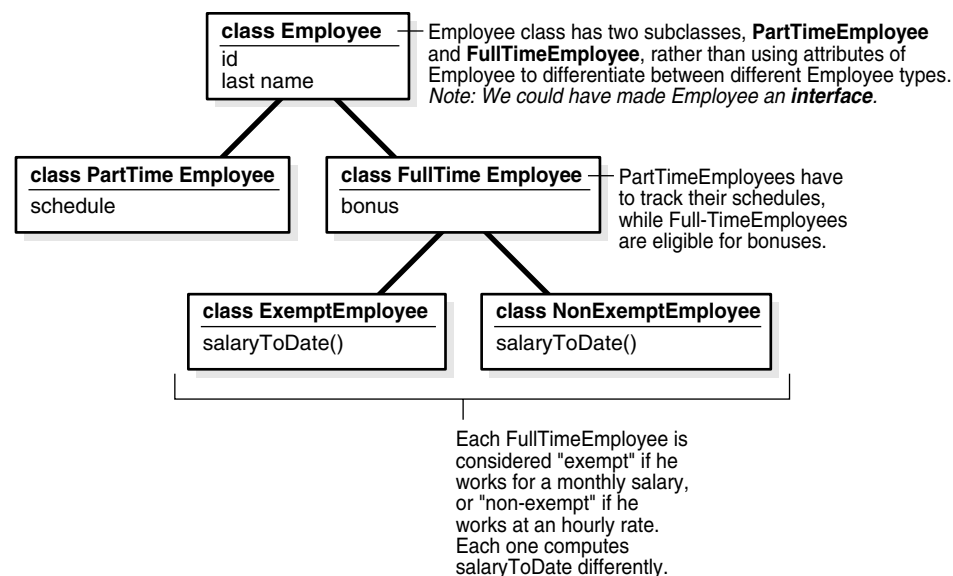 class Employee
id
last name
Employee class has two subclasses, PartTimeEmployee
and FullTimeEmployee, rather than using attributes of
Employee to differentiate between different Employee types.
Note: We could have made Employee an interface.
class PartTime Employee
schedule
class FullTime Employee
bonus
PartTimeEmployees have
to track their schedules,
while Full-TimeEmployees
are eligible for bonuses.
class ExemptEmployee
salaryToDate()
class NonExemptEmployee
salaryToDate()
Each FullTimeEmployee is
considered "exempt" if he
works for a monthly salary,
or "non-exempt" if he
works at an hourly rate.
Each one computes
salaryToDate differently.